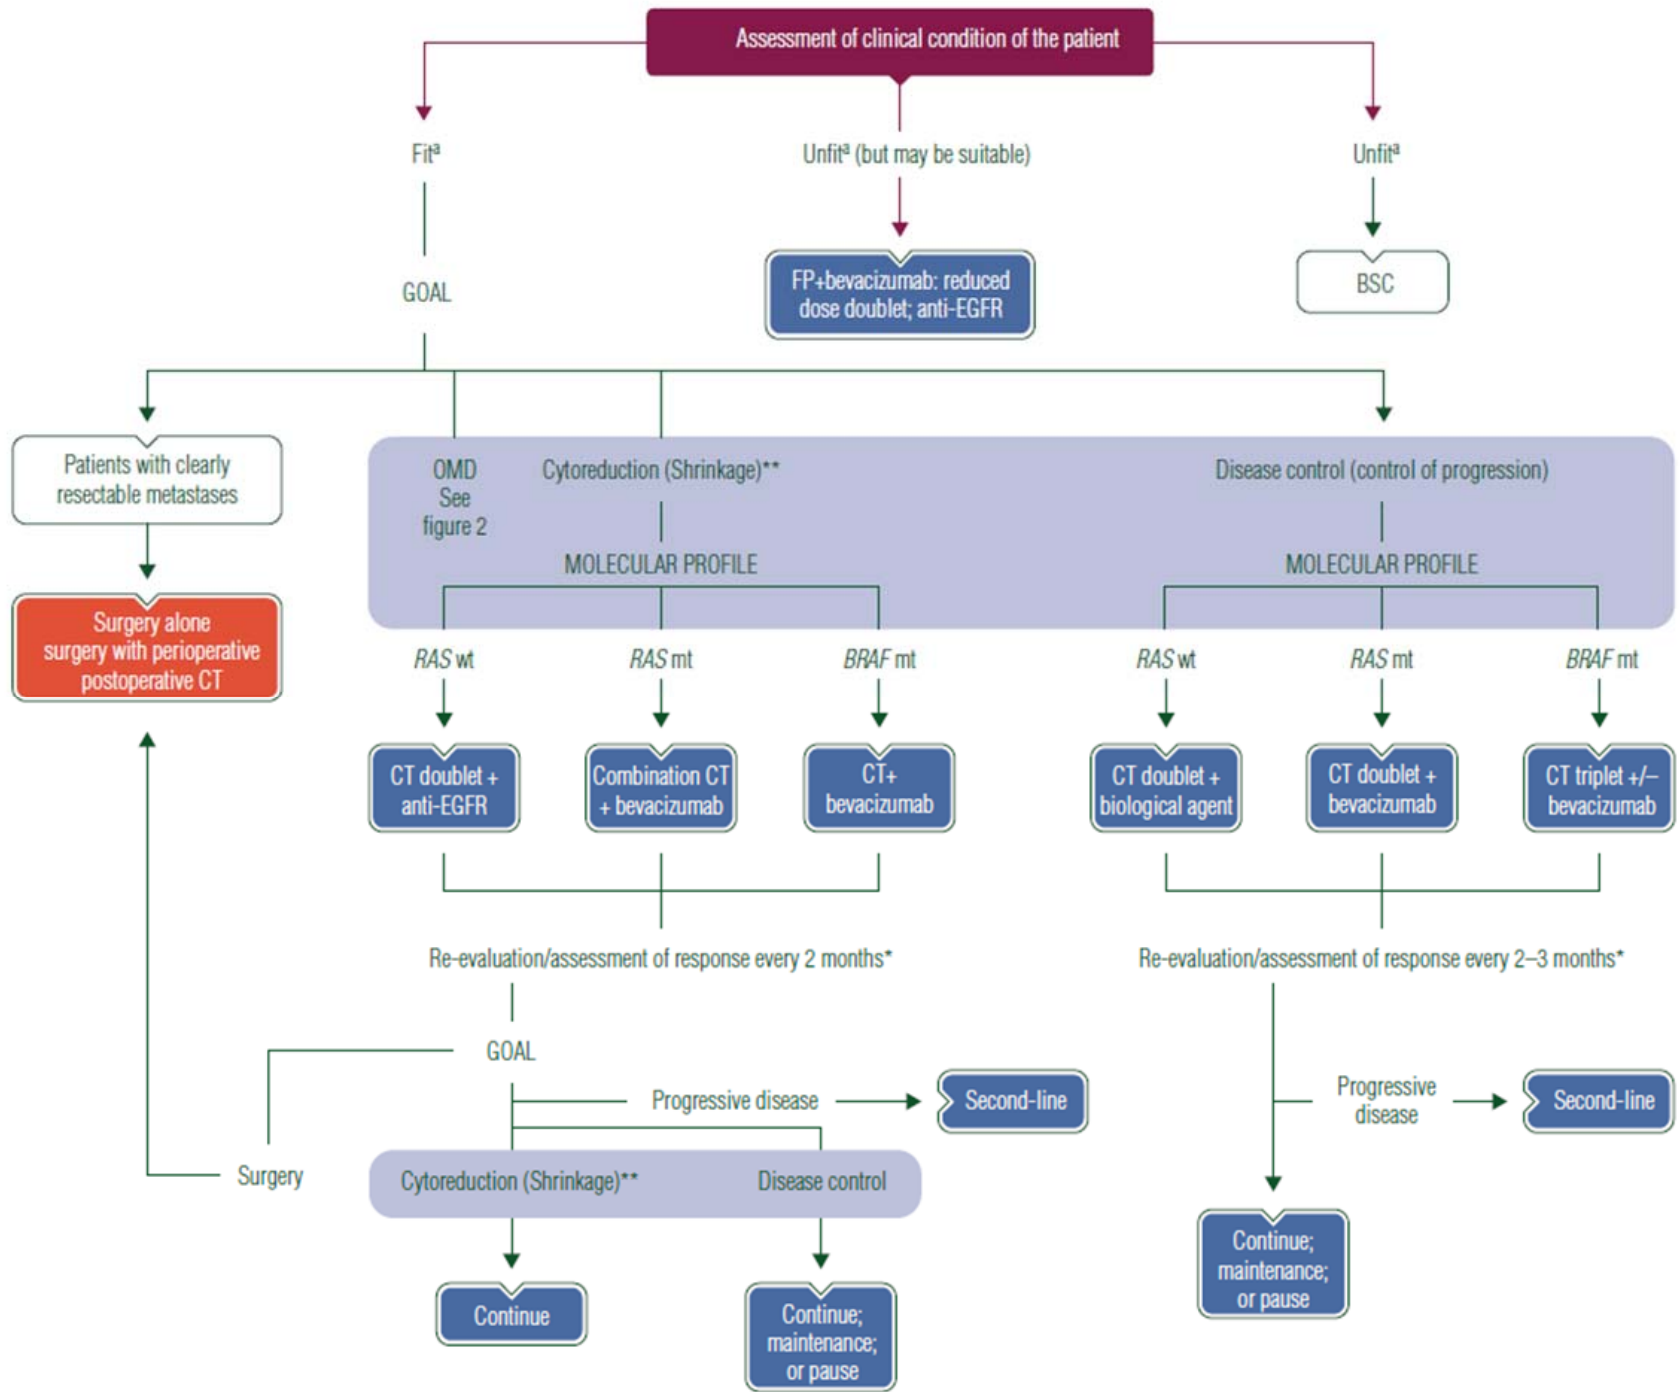 Assessment of clinical condition of the patient
Fitª
Unfitª (but may be suitable)
Unfitª
GOAL
FP+bevacizumab: reduced
dose doublet; anti-EGFR
BSC
Patients with clearly
resectable metastases
OMD
See
figure 2
Cytoreduction (Shrinkage)**
Disease control (control of progression)
MOLECULAR PROFILE
MOLECULAR PROFILE
Surgery alone
surgery with perioperative
postoperative CT
RAS wt
RAS mt
BRAF mt
RAS wt
RAS mt
BRAF mt
CT doublet +
anti-EGFR
Combination CT
+ bevacizumab
CT+
bevacizumab
CT doublet +
biological agent
CT doublet +
bevacizumab
CT triplet +/–
bevacizumab
Re-evaluation/assessment of response every 2 months*
Re-evaluation/assessment of response every 2–3 months*
GOAL
Progressive disease
Second-line
Progressive
disease
Second-line
Surgery
Cytoreduction (Shrinkage)**
Disease control
Continue
Continue;
maintenance;
or pause
Continue;
maintenance;
or pause